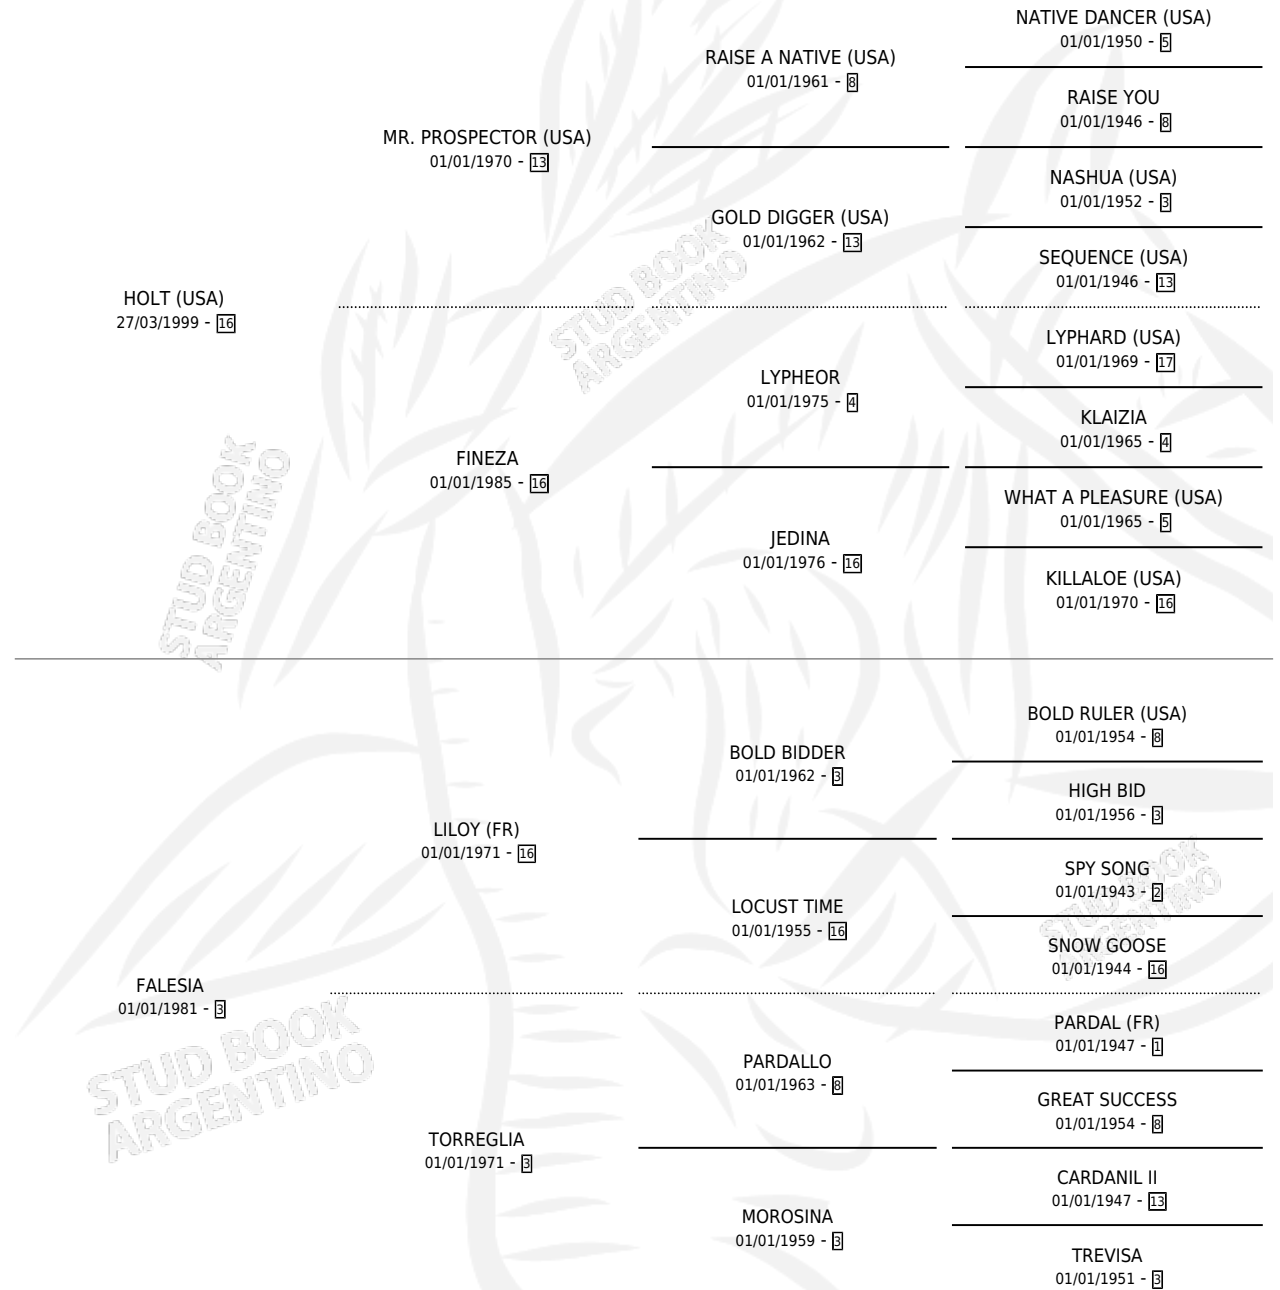 NATIVE DANCER (USA)
01/01/1950 - 5
RAISE A NATIVE (USA)
01/01/1961 - 8
RAISE YOU
01/01/1946 - 8
MR. PROSPECTOR (USA)
01/01/1970 - 13
NASHUA (USA)
01/01/1952 - 3
GOLD DIGGER (USA)
01/01/1962 - 13
SEQUENCE (USA)
01/01/1946 - 13
HOLT (USA)
27/03/1999 - 16
LYPHARD (USA)
01/01/1969 - 17
LYPHEOR
01/01/1975 - 4
KLAIZIA
01/01/1965 - 4
FINEZA
01/01/1985 - 16
WHAT A PLEASURE (USA)
01/01/1965 - 5
JEDINA
01/01/1976 - 16
KILLALOE (USA)
01/01/1970 - 16
BOLD RULER (USA)
01/01/1954 - 8
BOLD BIDDER
01/01/1962 - 3
HIGH BID
01/01/1956 - 3
LILOY (FR)
01/01/1971 - 16
SPY SONG
01/01/1943 - 2
LOCUST TIME
01/01/1955 - 16
SNOW GOOSE
01/01/1944 - 16
FALESIA
01/01/1981 - 3
PARDAL (FR)
01/01/1947 - 1
PARDALLO
01/01/1963 - 8
GREAT SUCCESS
01/01/1954 - 8
TORREGLIA
01/01/1971 - 3
CARDANIL II
01/01/1947 - 13
MOROSINA
01/01/1959 - 3
TREVISA
01/01/1951 - 3
STUD BOOK
ARGENTINO
STUD BOOK
ARGENTINO
STUD BOOK
ARGENTINO
STUD BOOK
ARGENTINO